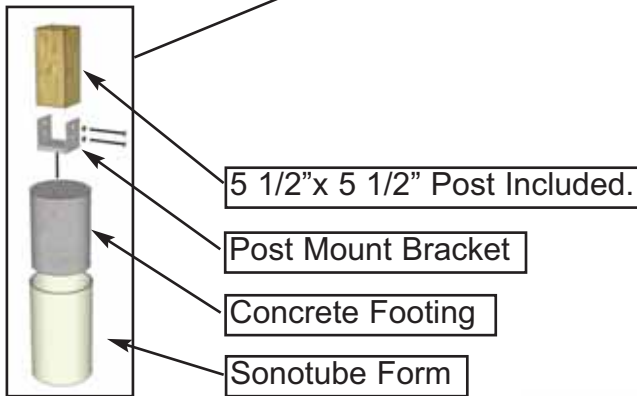 5 1/2”x 5 1/2” Post Included.
Post Mount Bracket
Concrete Footing
Sonotube Form